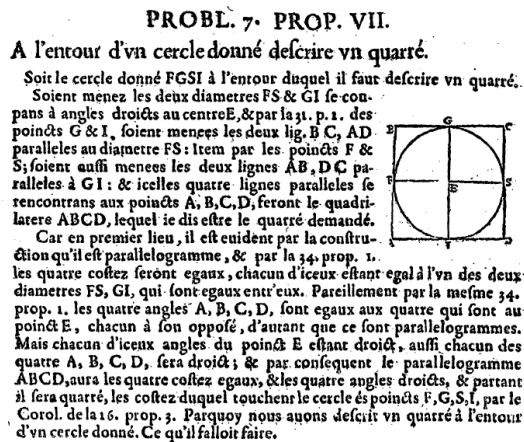 PROBL. 7. PROP. VII.
A l'entour d'vn cercle donné deſcrire vn quarré.
Soit le cercle donné FGSI à l'entour duquel il faut deſcrire vn quarré.
Soient menez les deux diametres FS & GI ſe cou-
pans à angles droicts au centre E, & par la 31. p. 1. des
poincts G & I, ſoient menees les deux lig. B C, AD
paralleles au diametre FS: Item par les poincts F &
S; ſoient auſſi menees les deux lignes AB, DC pa-
ralleles à GI: & icelles quatre lignes paralleles ſe
rencontrans aux poincts A, B, C, D, feront le quadri-
latere ABCD, lequel ie dis eſtre le quarré demandé.
Car en premier lieu, il est euident par la conſtru-
ction qu'il eſt parallelogramme, & par la 34. prop. 1.
les quatre coſtez ſeront egaux, chacun d'iceux eſtant egal à l'vn des deux
diametres FS, GI, qui ſont egaux entr'eux. Pareillement par la meſme 34.
prop. 1. les quatre angles A, B, C, D, ſont egaux aux quatre qui ſont au
poinct E, chacun à ſon oppoſé, d'autant que ce ſont parallelogrammes.
Mais chacun d'iceux angles du poinct E eſtant droict, auſſi chacun des
quatre A, B, C, D, ſera droict; & par conſequent le parallelogramme
ABCD, aura les quatre coſtez egaux, & les quatre angles droicts, & partant
il ſera quarré, les coſtez duquel touchent le cercle és poincts F, G, S, I, par le
Corol. de la 16. prop. 3. Parquoy nous auons deſcrit vn quarré à l'entour
d'vn cercle donné. Ce qu'il falloit faire.
B G C
F E S